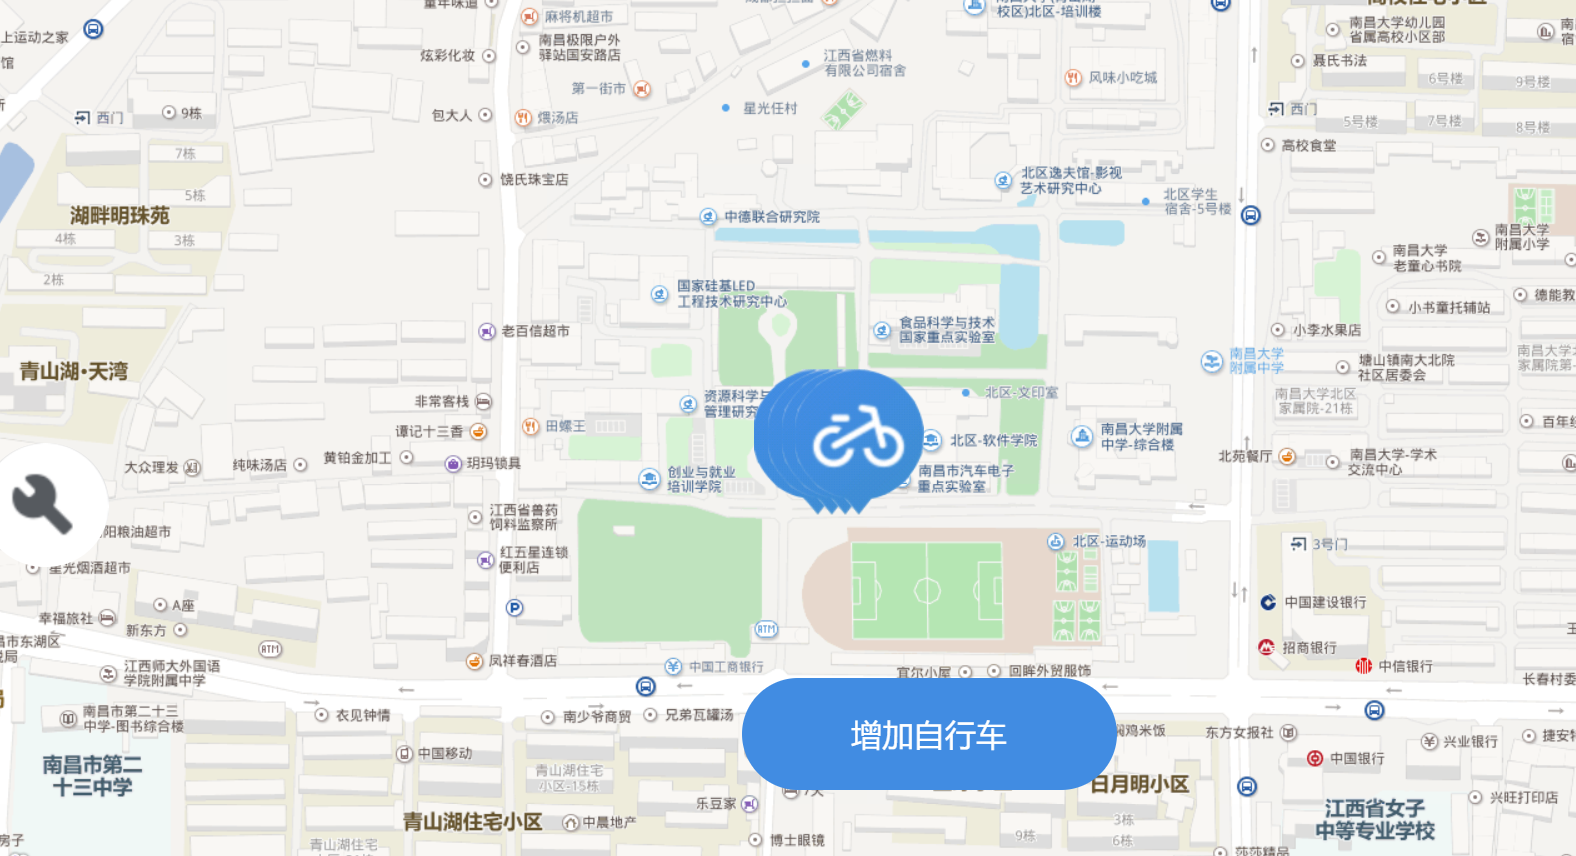 童年味道
麻将机超市
校区)北区-培训楼
高校住宅小区
上运动之家
馆
炫彩化妆
南昌极限户外
驿站国安路店
江西省燃料
有限公司宿舍
南昌大学幼儿园
省属高校小区部
聂氏书法
6号楼
9号楼
第一街市
风味小吃城
西门
9栋
包大人
煨汤店
星光任村
西门
5号楼
7号楼
8号楼
高校食堂
7栋
5栋
饶氏珠宝店
北区逸夫馆-影视
艺术研究中心
北区学生
宿舍-5号楼
湖畔明珠苑
4栋
3栋
2栋
中德联合研究院
南昌大学
附属小学
南昌大学
老童心书院
国家硅基LED
工程技术研究中心
小书童托辅站
德能教
老百信超市
食品科学与技术
国家重点实验室
小李水果店
青山湖·天湾
南昌大学
附属中学
塘山镇南大北院
社区居委会
南昌大学北
家属院第一
非常客栈
资源科学与
管理研究
北区-文印室
南昌大学北区
家属院-21栋
谭记十三香
田螺王
北区-软件学院
南昌大学附属
中学-综合楼
百年经
大众理发
纯味汤店
黄铂金加工
玛玛锁具
创业与就业
培训学院
南昌市汽车电子
重点实验室
北苑餐厅
南昌大学-学术
交流中心
阳粮油超市
江西省兽药
饲料监察所
北区-运动场
3号门
星光烟酒超市
红五星连锁
便利店
A座
P
幸福旅社
新东方
ATM
ATM
中国建设银行
昌市东湖区
税局
江西师大外国语
学院附属中学
凤祥春酒店
中国工商银行
宜尔小屋
回眸外贸服饰
招商银行
中信银行
长春村委
南昌市第二十三
中学-图书综合楼
衣见钟情
南少爷商贸
兄弟瓦罐汤
增加自行车
焖鸡米饭
东方女报社
兴业银行
捷安特
中国移动
中国银行
南昌市第二
十三中学
青山湖住宅
小区-15栋
乐豆家
日月明小区
兴旺打印店
青山湖住宅小区
中晨地产
3栋
9栋
6栋
江西省女子
中等专业学校
房子
青山湖住宅
博士眼镜
莎莎精品